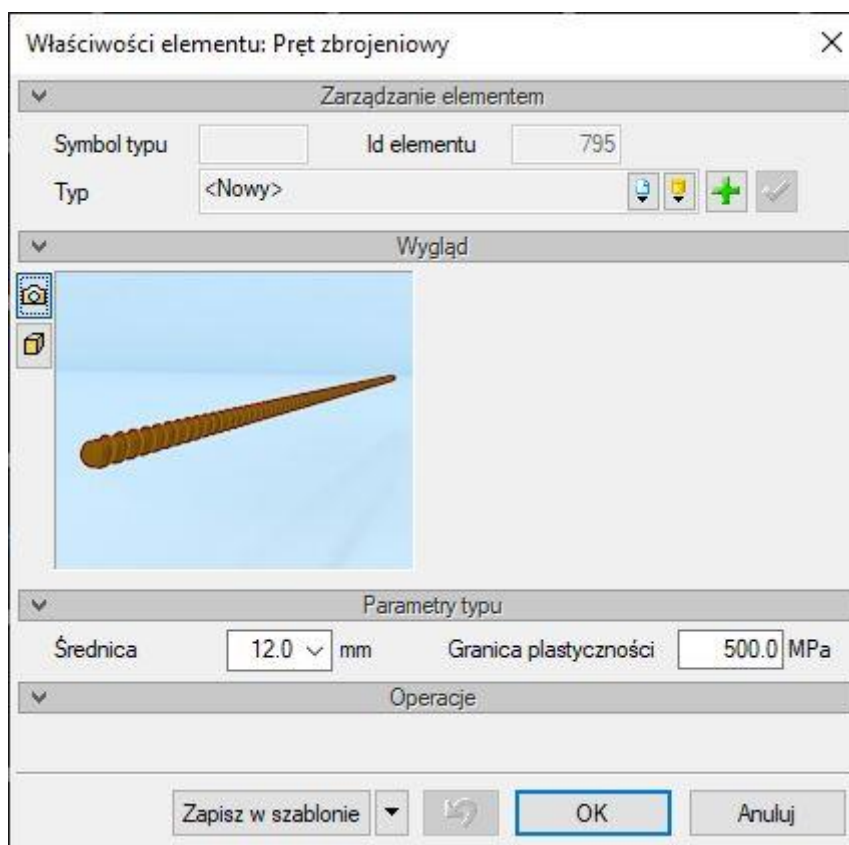 Właściwości elementu: Pręt zbrojeniowy
Zarządzanie elementem
Symbol typu Id elementu 795
Typ <Nowy>
Wygląd
Parametry typu
Średnica 12.0 mm Granica plastyczności 500.0 MPa
Operacje
Zapisz w szablonie OK Anuluj